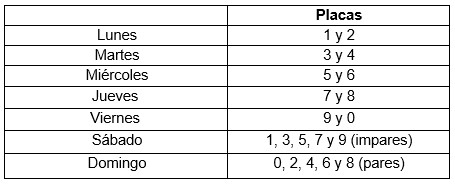 Placas
Lunes 1 y 2
Martes 3 y 4
Miércoles 5 y 6
Jueves 7 y 8
Viernes 9 y 0
Sábado 1, 3, 5, 7 y 9 (impares)
Domingo 0, 2, 4, 6 y 8 (pares)